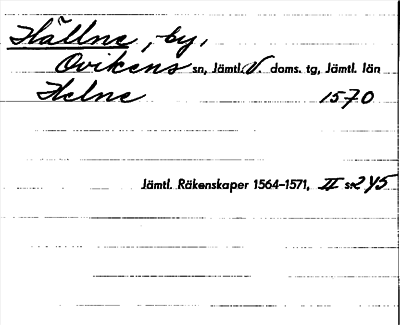 Hällne, by,
Ovikens sn, Jämtl. V. doms. tg, Jämtl. län
Helne 1570
Jämtl. Räkenskaper 1564–1571, II s. 245